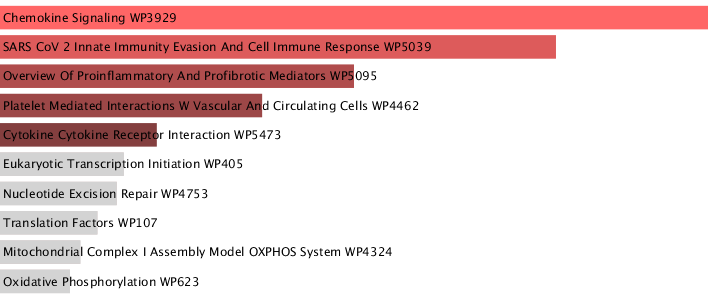 Chemokine Signaling WP3929
SARS CoV 2 Innate Immunity Evasion And Cell Immune Response WP5039
Overview Of Proinflammatory And Profibrotic Mediators WP5095
Platelet Mediated Interactions W Vascular And Circulating Cells WP4462
Cytokine Cytokine Receptor Interaction WP5473
Eukaryotic Transcription Initiation WP405
Nucleotide Excision Repair WP4753
Translation Factors WP107
Mitochondrial Complex I Assembly Model OXPHOS System WP4324
Oxidative Phosphorylation WP623